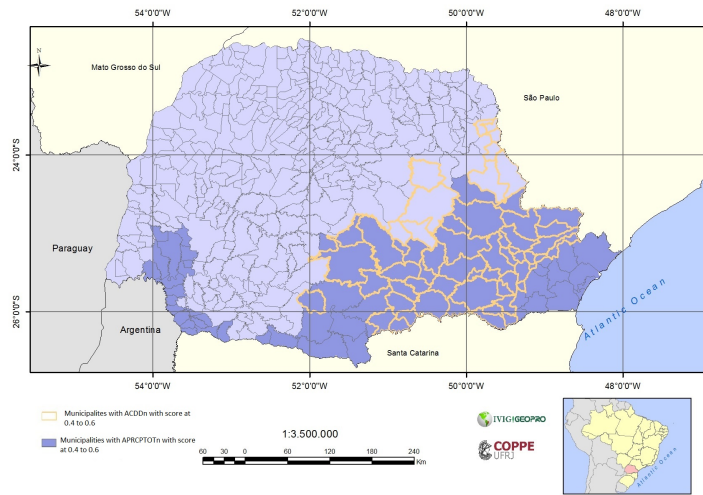 54°0'0"W 52°0'0"W 50°0'0"W 48°0'0"W
N
Mato Grosso do Sul
São Paulo
24°0'0"S
24°0'0"S
Paraguay
26°0'0"S
26°0'0"S
Argentina
Atlantic Ocean
Santa Catarina
54°0'0"W 52°0'0"W 50°0'0"W 48°0'0"W
Municipalites with ACDDn with score at
0.4 to 0.6
Municipalities with APRCPTOTn with score
at 0.4 to 0.6
1:3.500.000
60 30 0 60 120 180 240
Km
IVIG GEOPRO
COPPE
UFRJ
Atlantic Ocean